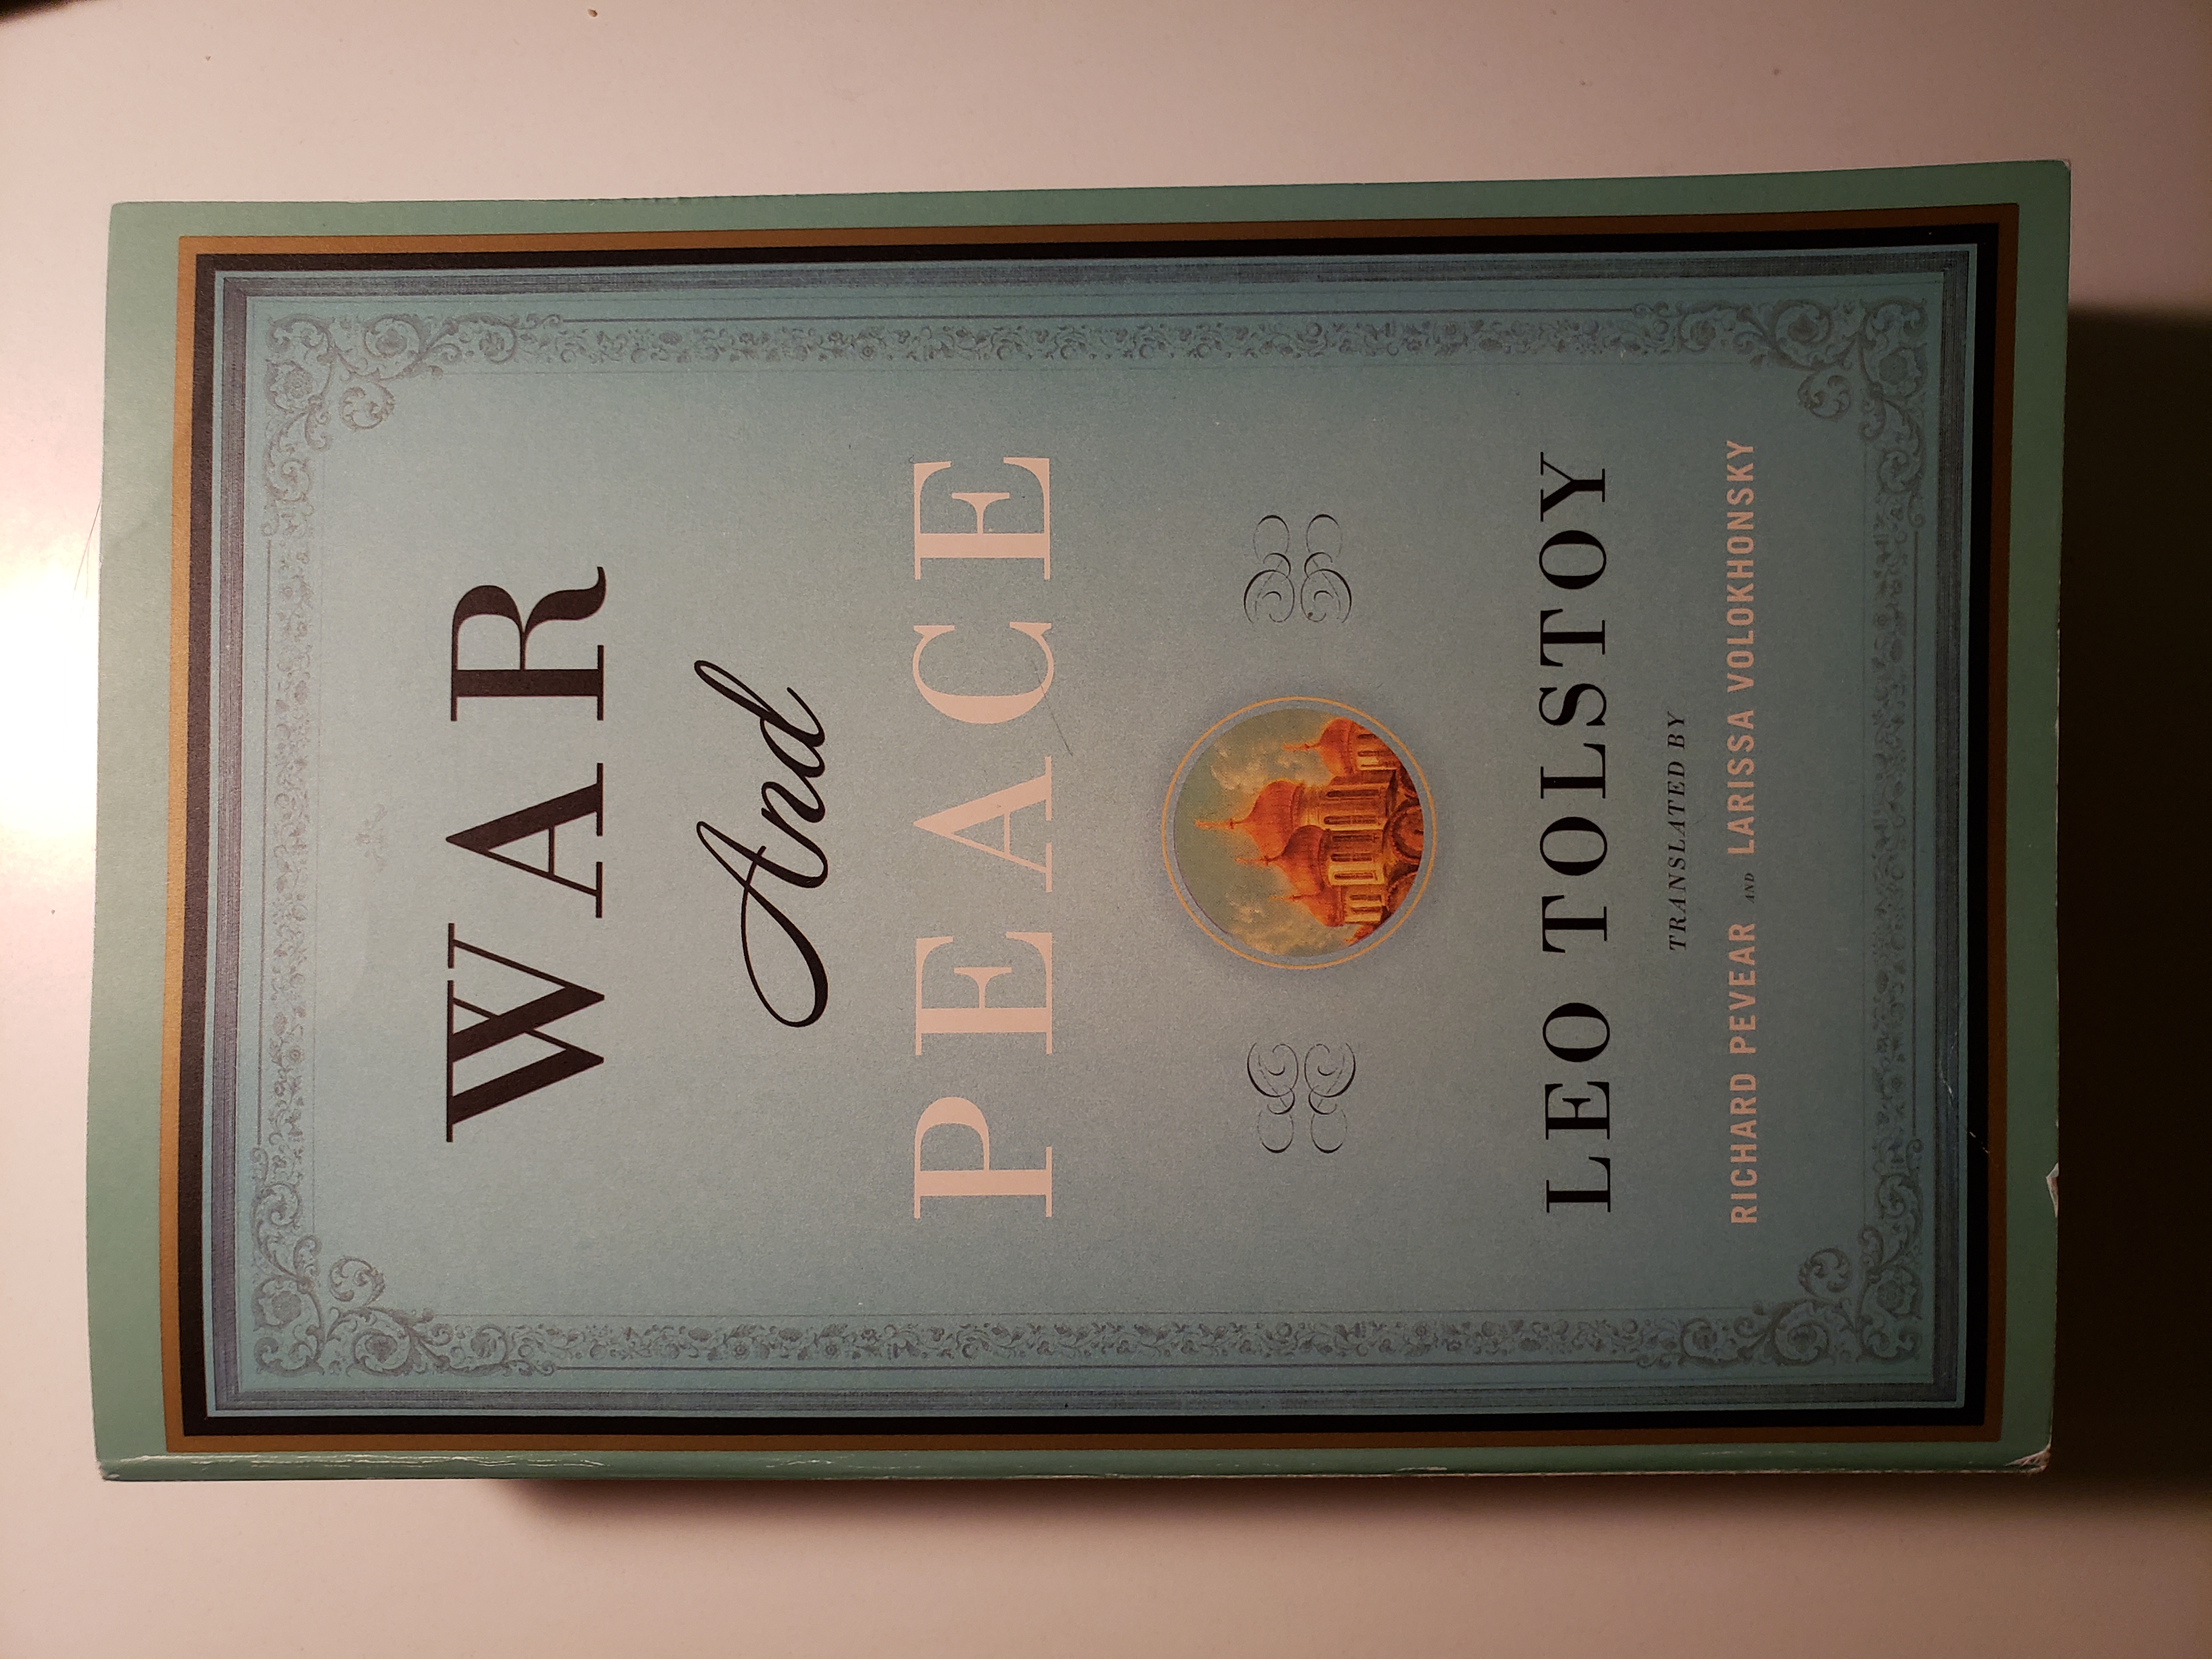 WAR
And
PEACE
LEO TOLSTOY
TRANSLATED BY
RICHARD PEVEAR AND LARISSA VOLOKHONSKY